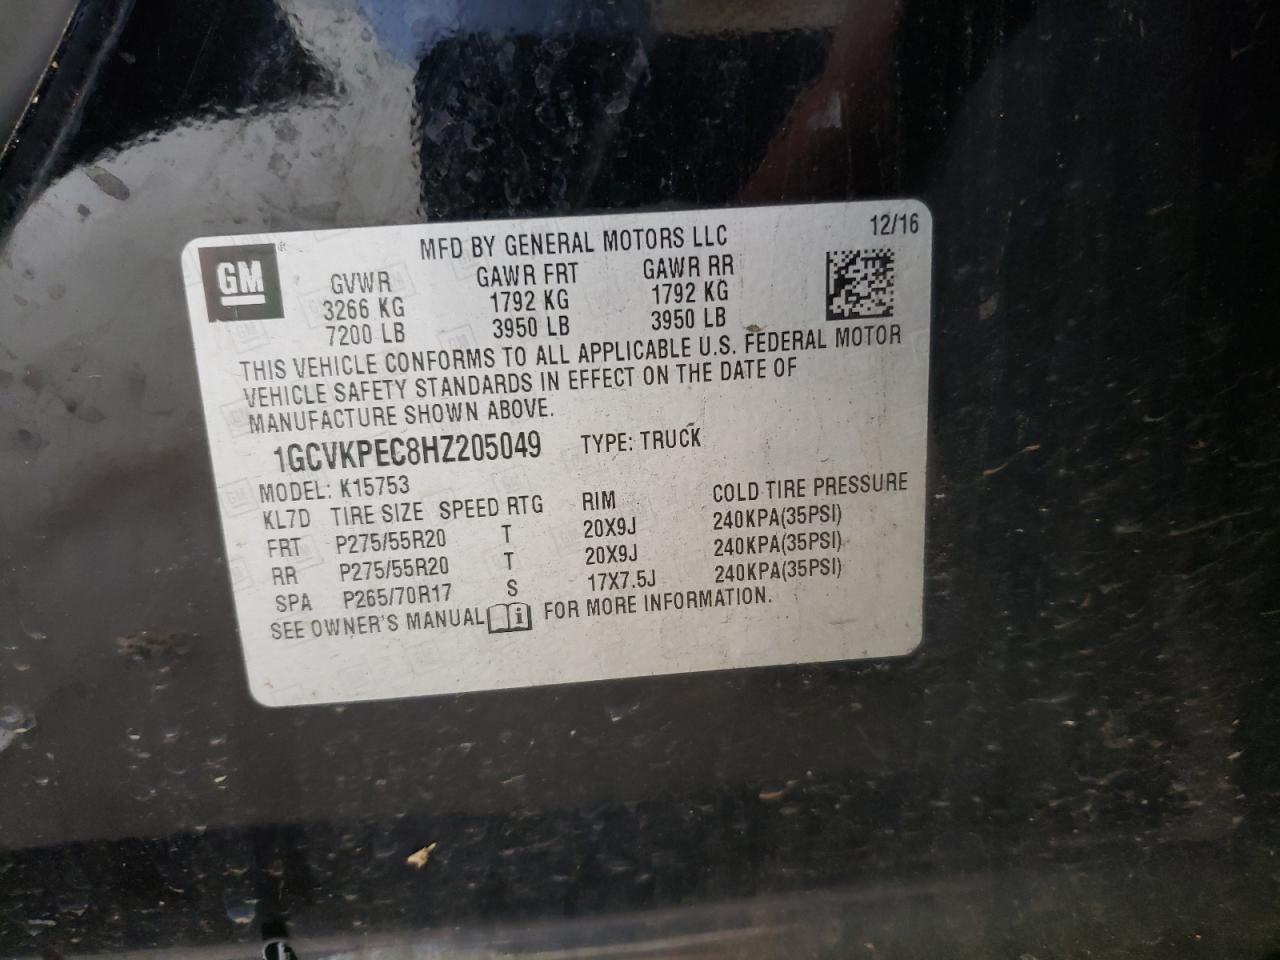 GM
MFD BY GENERAL MOTORS LLC 12/16
GVWR GAWR FRT GAWR RR
3266 KG 1792 KG 1792 KG
7200 LB 3950 LB 3950 LB
THIS VEHICLE CONFORMS TO ALL APPLICABLE U.S. FEDERAL MOTOR
VEHICLE SAFETY STANDARDS IN EFFECT ON THE DATE OF
MANUFACTURE SHOWN ABOVE.
1GCVKPEC8HZ205049 TYPE: TRUCK
MODEL: K15753
KL7D TIRE SIZE SPEED RTG RIM COLD TIRE PRESSURE
FRT P275/55R20 T 20X9J 240KPA(35PSI)
RR P275/55R20 T 20X9J 240KPA(35PSI)
SPA P265/70R17 S 17X7.5J 240KPA(35PSI)
SEE OWNER'S MANUAL i FOR MORE INFORMATION.